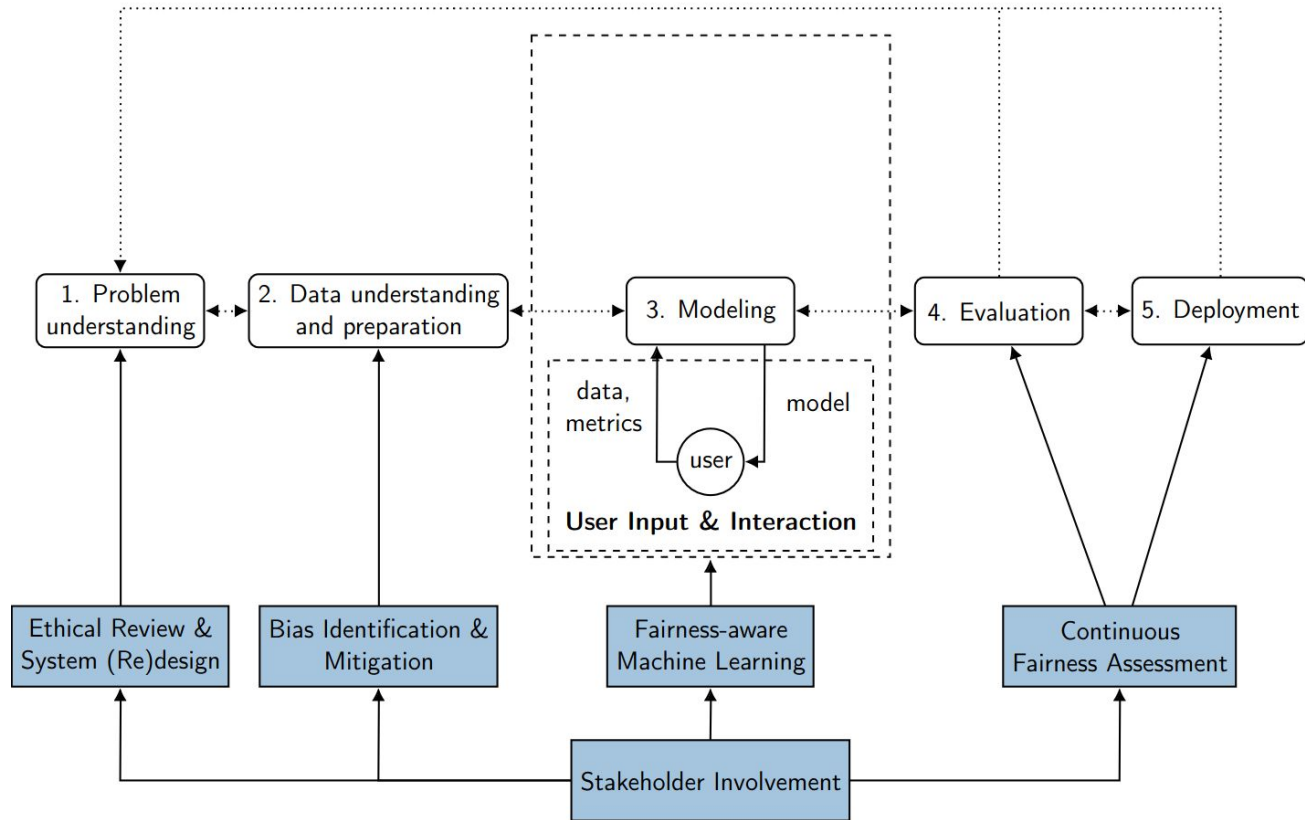 1. Problem
understanding
2. Data understanding
and preparation
3. Modeling
4. Evaluation
5. Deployment
data,
metrics
model
user
User Input & Interaction
Ethical Review &
System (Re)design
Bias Identification &
Mitigation
Fairness-aware
Machine Learning
Continuous
Fairness Assessment
Stakeholder Involvement